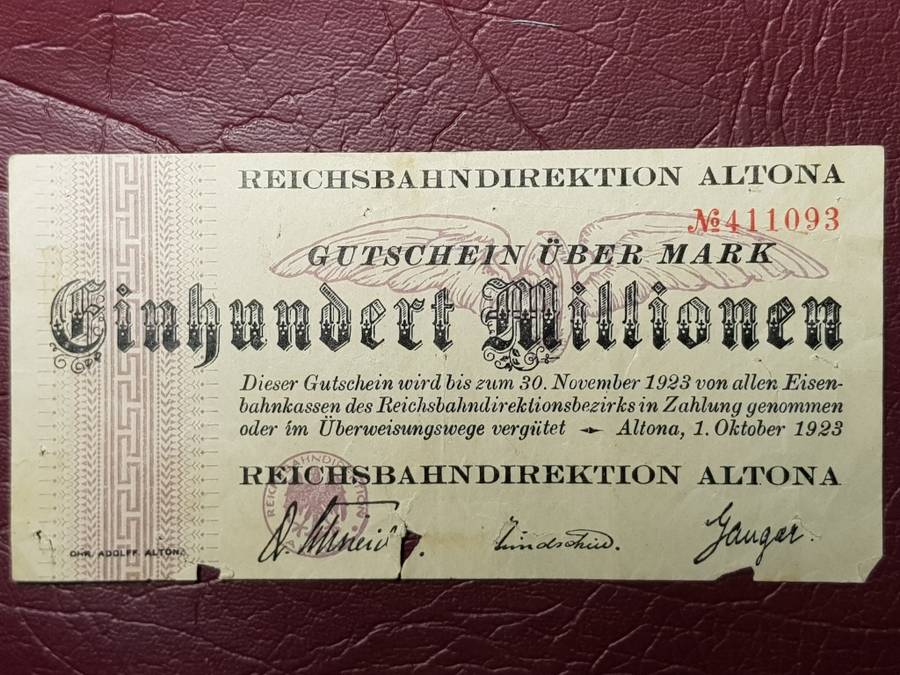 REICHSBAHNDIREKTION ALTONA
№411093
GUTSCHEIN ÜBER MARK
Einhundert Millionen
Dieser Gutschein wird bis zum 30. November 1923 von allen Eisen-
bahnkassen des Reichsbahndirektionsbezirks in Zahlung genommen
oder im Überweisungswege vergütet Altona, 1. Oktober 1923
REICHSBAHNDIREKTION ALTONA
CHR. ADOLFF, ALTONA